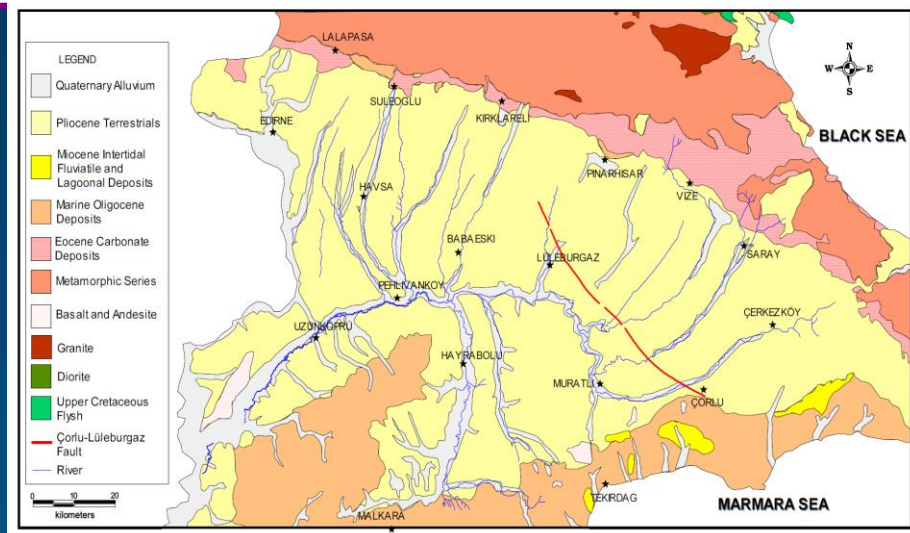 LEGEND
Quaternary Alluvium
Pliocene Terrestrials
Miocene Intertidal
Fluviatile and
Lagoonal Deposits
Marine Oligocene
Deposits
Eocene Carbonate
Deposits
Metamorphic Series
Basalt and Andesite
Granite
Diorite
Upper Cretaceous
Flysh
Çorlu-Lüleburgaz
Fault
River
0 10 20
kilometers
LALAPASA
N
W E
S
SULEOGLU
KIRKLARELI
EDIRNE
BLACK SEA
PINARHISAR
VIZE
HAVSA
BABAESKI
LÜLEBURGAZ
SARAY
PEHLIVANKOY
UZUNKOPRU
ÇERKEZKÖY
HAYRABOLU
MURATLI
ÇORLU
TEKIRDAG
MARMARA SEA
MALKARA